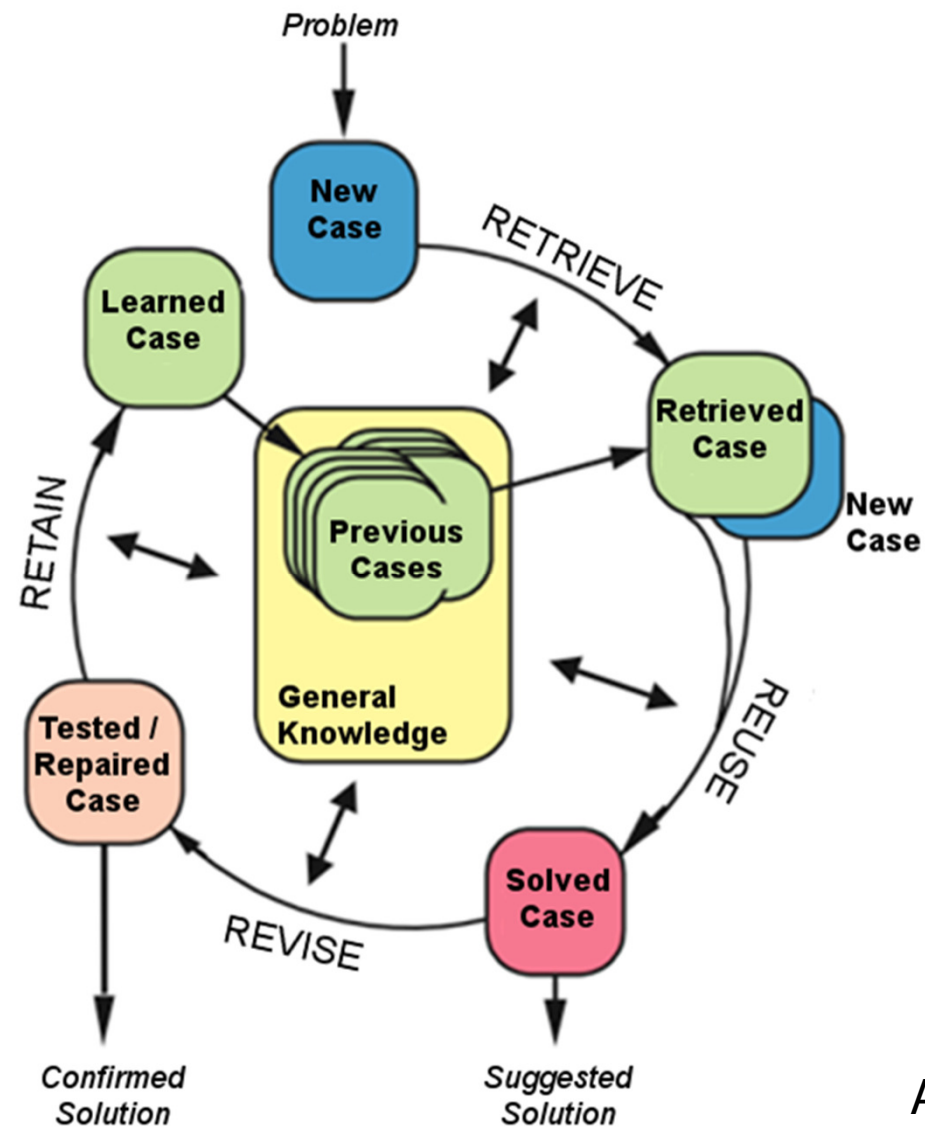 Problem
New
Case
RETRIEVE
Learned
Case
Retrieved
Case
New
Case
Previous
Cases
RETAIN
General
Knowledge
REUSE
Tested /
Repaired
Case
Solved
Case
REVISE
Confirmed
Solution
Suggested
Solution
A